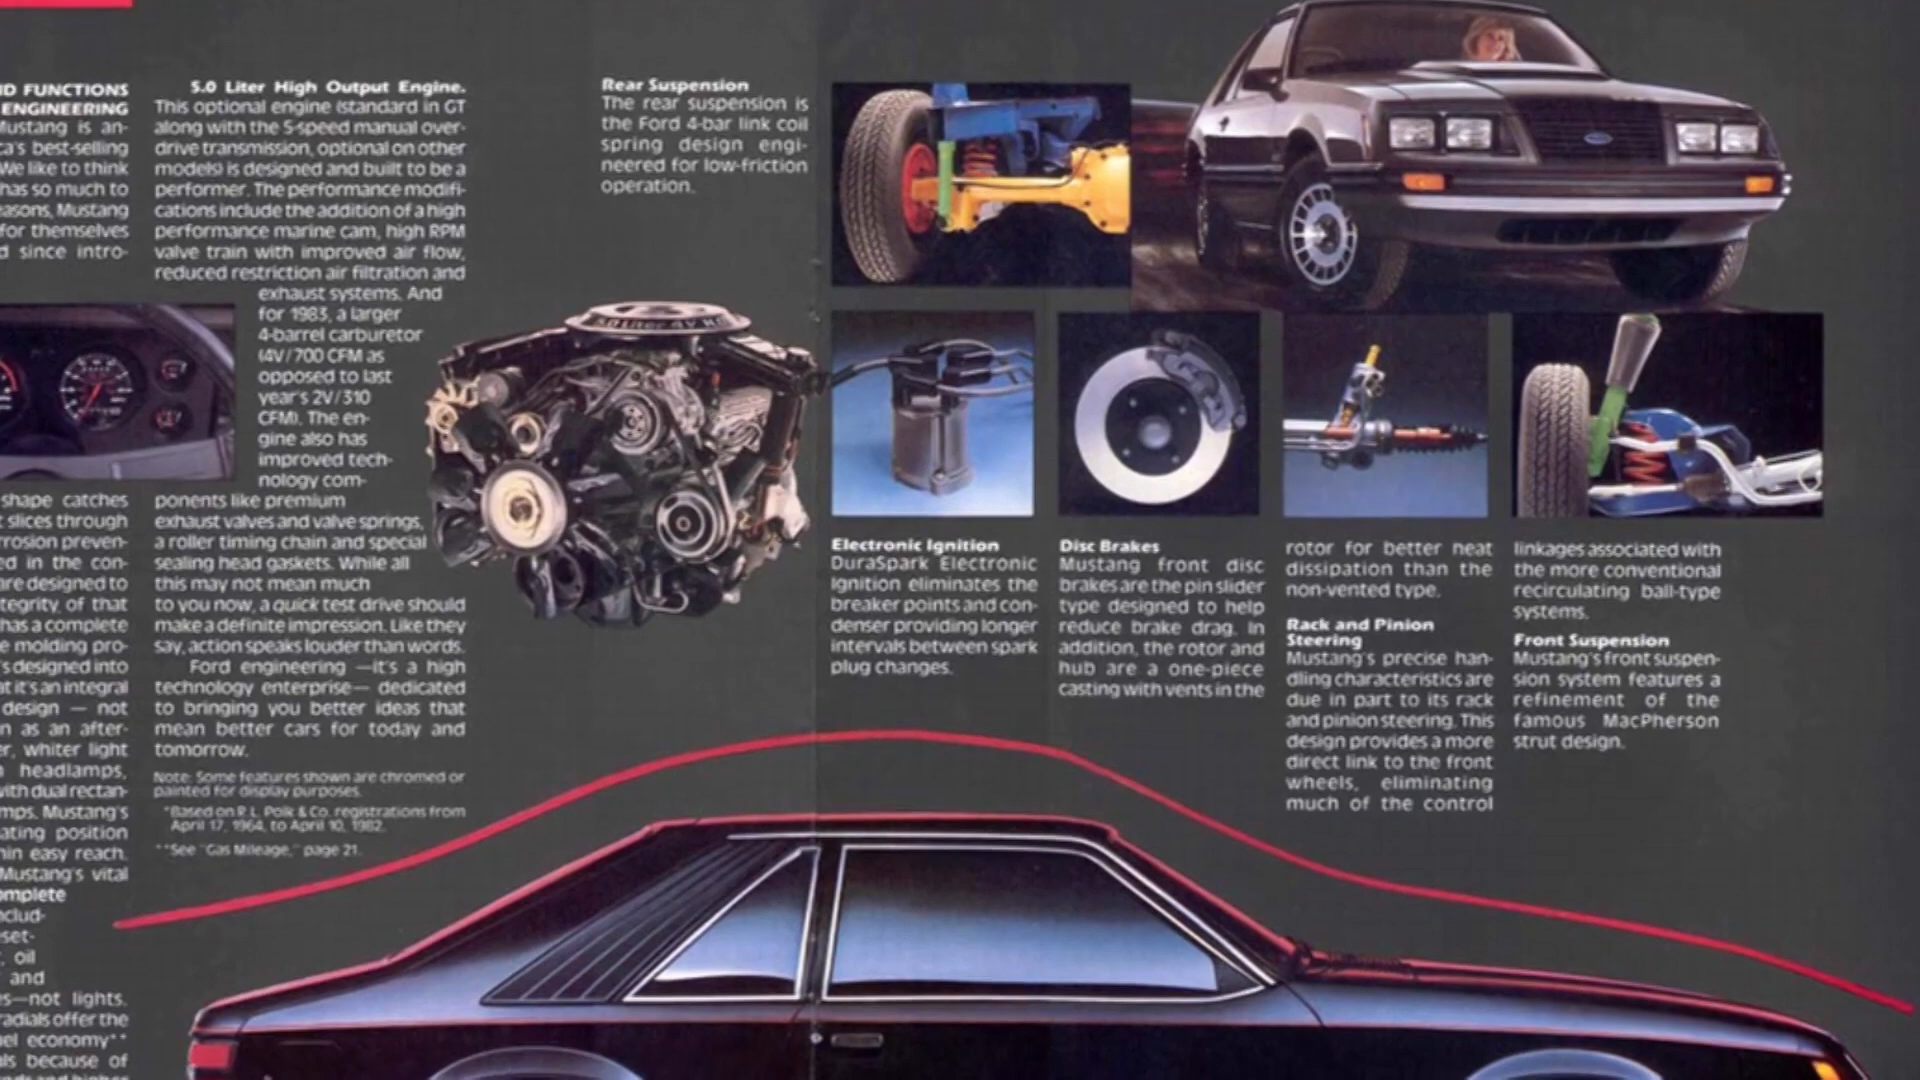 ID FUNCTIONS
ENGINEERING
Mustang is an-
ca's best-selling
We like to think
has so much to
easons, Mustang
for themselves
d since intro-
shape catches
t slices through
rrosion preven-
ed in the con-
are designed to
tegrity, of that
has a complete
e molding pro-
's designed into
at it's an integral
design — not
n as an after-
er, whiter light
headlamps,
with dual rectan-
mps. Mustang's
ating position
hin easy reach.
Mustang's vital
omplete
includ-
set-
, oil
and
es—not lights.
radials offer the
el economy**
ls because of
5.0 Liter High Output Engine.
This optional engine (standard in GT
along with the 5-speed manual over-
drive transmission, optional on other
models) is designed and built to be a
performer. The performance modifi-
cations include the addition of a high
performance marine cam, high RPM
valve train with improved air flow,
reduced restriction air filtration and
exhaust systems. And
for 1983, a larger
4-barrel carburetor
(4V/700 CFM as
opposed to last
year's 2V/310
CFM). The en-
gine also has
improved tech-
nology com-
ponents like premium
exhaust valves and valve springs,
a roller timing chain and special
sealing head gaskets. While all
this may not mean much
to you now, a quick test drive should
make a definite impression. Like they
say, action speaks louder than words.
Ford engineering —it's a high
technology enterprise— dedicated
to bringing you better ideas that
mean better cars for today and
tomorrow.
Note: Some features shown are chromed or
painted for display purposes.
*Based on R.L. Polk & Co. registrations from
April 17, 1964, to April 10, 1982.
**See "Gas Mileage," page 21.
5.0 Liter 4V H.O.
Rear Suspension
The rear suspension is
the Ford 4-bar link coil
spring design engi-
neered for low-friction
operation.
Electronic Ignition
DuraSpark Electronic
Ignition eliminates the
breaker points and con-
denser providing longer
intervals between spark
plug changes.
Disc Brakes
Mustang front disc
brakes are the pin slider
type designed to help
reduce brake drag. In
addition, the rotor and
hub are a one-piece
casting with vents in the
rotor for better heat
dissipation than the
non-vented type.
Rack and Pinion
Steering
Mustang's precise han-
dling characteristics are
due in part to its rack
and pinion steering. This
design provides a more
direct link to the front
wheels, eliminating
much of the control
linkages associated with
the more conventional
recirculating ball-type
systems.
Front Suspension
Mustang's front suspen-
sion system features a
refinement of the
famous MacPherson
strut design.